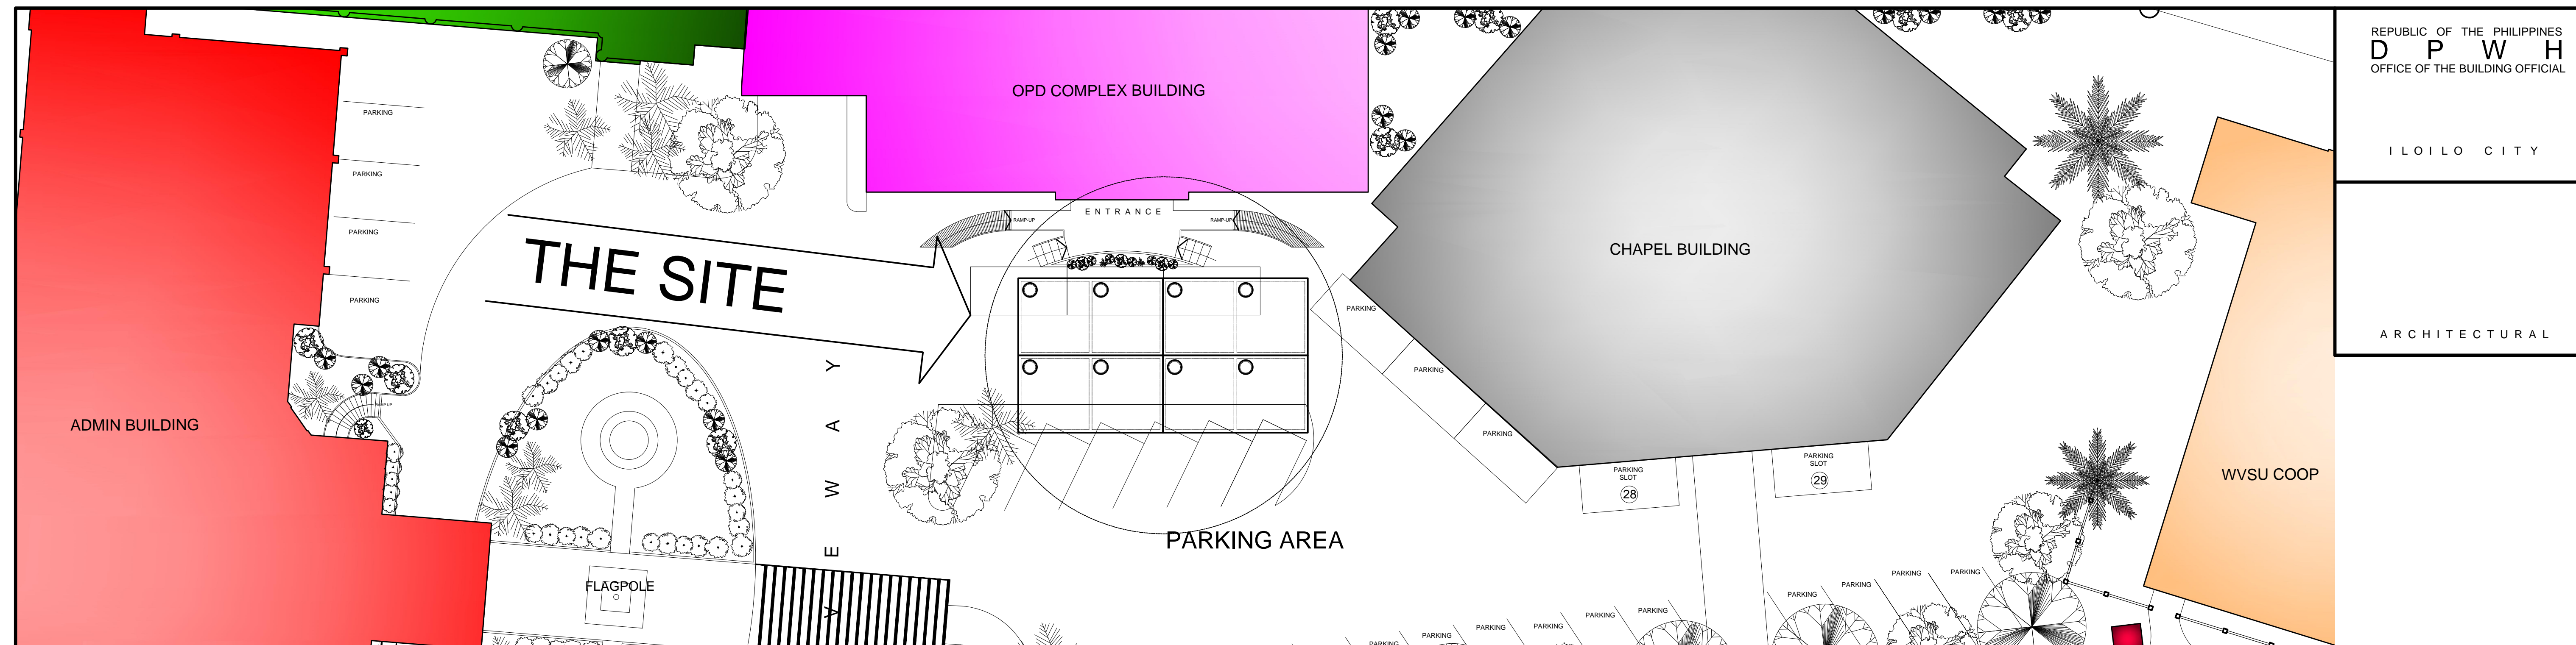 REPUBLIC OF THE PHILIPPINES
D P W H
OFFICE OF THE BUILDING OFFICIAL
ILOILO CITY
ARCHITECTURAL
OPD COMPLEX BUILDING
PARKING
PARKING
PARKING
PARKING
ENTRANCE
RAMP-UP
RAMP-UP
THE SITE
CHAPEL BUILDING
PARKING
PARKING
PARKING
ADMIN BUILDING
RAMP UP
PARKING
SLOT
28
PARKING
SLOT
29
WVSU COOP
PARKING AREA
FLAGPOLE
V E W A Y
PARKING
PARKING
PARKING
PARKING
PARKING
PARKING
PARKING
PARKING
PARKING
PARKING